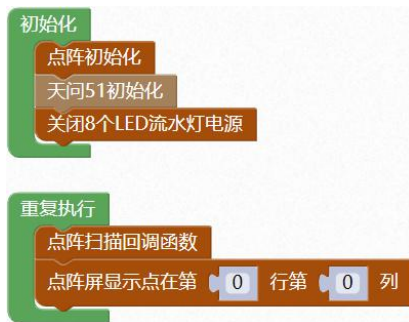 初始化
点阵初始化
天问51初始化
关闭8个LED流水灯电源
重复执行
点阵扫描回调函数
点阵屏显示点在第 0 行第 0 列